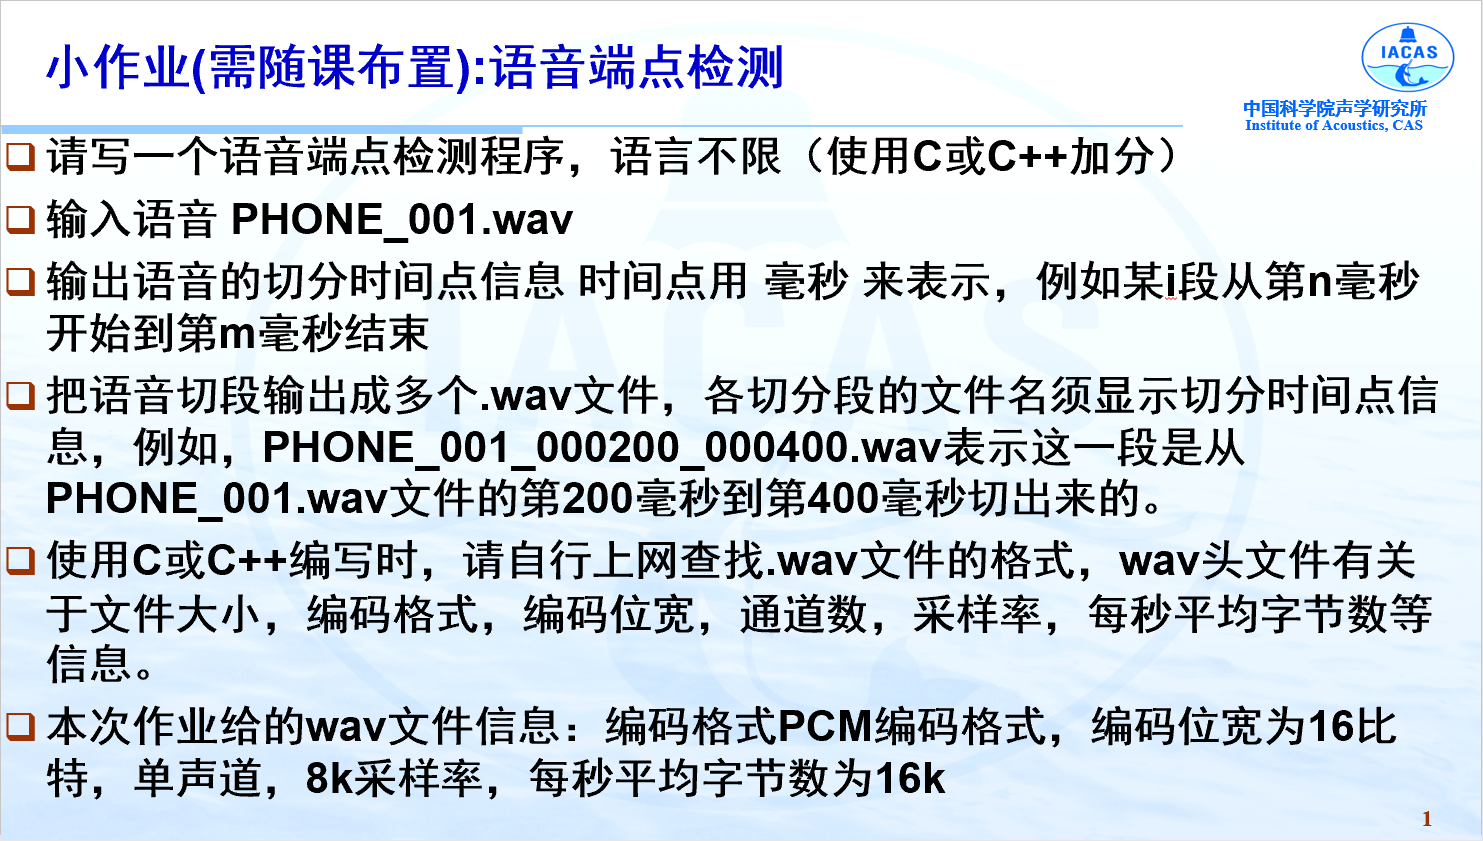 小作业(需随课布置):语音端点检测
IACAS
中国科学院声学研究所
Institute of Acoustics, CAS
请写一个语音端点检测程序，语言不限（使用C或C++加分）
输入语音 PHONE_001.wav
输出语音的切分时间点信息 时间点用 毫秒 来表示，例如某i段从第n毫秒
开始到第m毫秒结束
把语音切段输出成多个.wav文件，各切分段的文件名须显示切分时间点信
息，例如，PHONE_001_000200_000400.wav表示这一段是从
PHONE_001.wav文件的第200毫秒到第400毫秒切出来的。
使用C或C++编写时，请自行上网查找.wav文件的格式，wav头文件有关
于文件大小，编码格式，编码位宽，通道数，采样率，每秒平均字节数等
信息。
本次作业给的wav文件信息：编码格式PCM编码格式，编码位宽为16比
特，单声道，8k采样率，每秒平均字节数为16k
IACAS
1